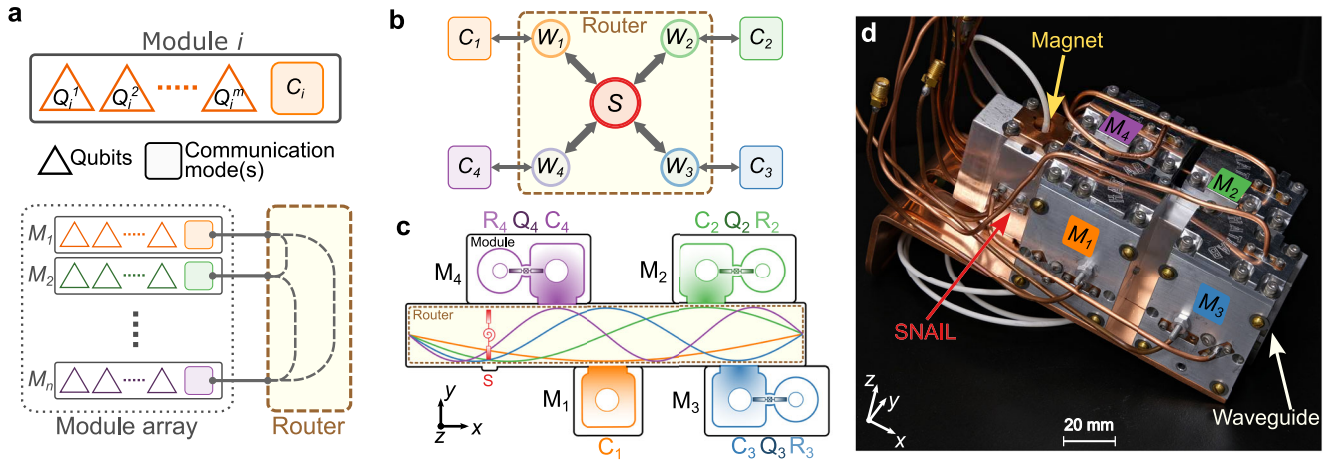 a
Module i
Q_i^1 Q_i^2 Q_i^m C_i
Qubits
Communication
mode(s)
M_1
M_2
M_n
Module array
Router
b
Router
C_1 W_1 W_2 C_2
S
C_4 W_4 W_3 C_3
c
R_4 Q_4 C_4
C_2 Q_2 R_2
Module
M_4
M_2
Router
S
M_1
M_3
y
z x
C_1
C_3 Q_3 R_3
d
Magnet
M_4
M_2
M_1
M_3
SNAIL
Waveguide
z
y
x
20 mm